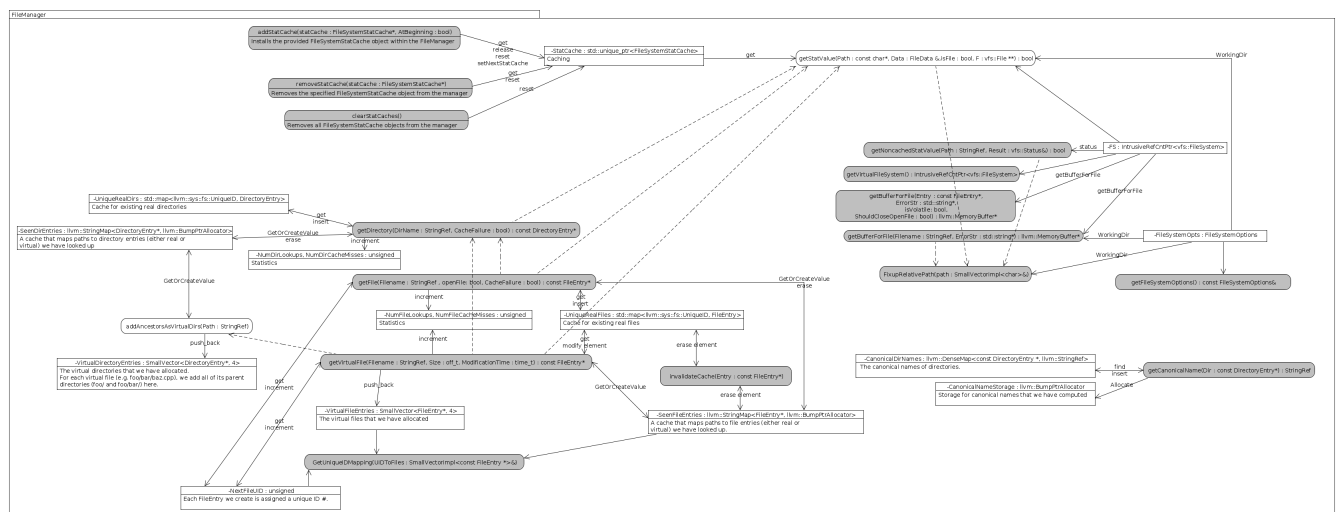 FileManager
addStatCache(statCache : FileSystemStatCache*, AtBeginning : bool)
Installs the provided FileSystemStatCache object within the FileManager
get
release
reset
setNextStatCache
-StatCache : std::unique_ptr<FileSystemStatCache>
Caching
get
getStatValue(Path : const char*, Data : FileData &,isFile : bool, F : vfs::File **) : bool
WorkingDir
removeStatCache(statCache : FileSystemStatCache*)
Removes the specified FileSystemStatCache object from the manager
get
reset
clearStatCaches()
Removes all FileSystemStatCache objects from the manager
reset
getNoncachedStatValue(Path : StringRef, Result : vfs::Status&) : bool
status
-FS : IntrusiveRefCntPtr<vfs::FileSystem>
getVirtualFileSystem() : IntrusiveRefCntPtr<vfs::FileSystem>
getBufferForFile
getBufferForFile
getBufferForFile(Entry : const FileEntry*,
ErrorStr : std::string*,
isVolatile: bool,
ShouldCloseOpenFile : bool) : llvm::MemoryBuffer*
getBufferForFile(Filename : StringRef, ErrorStr : std::string*) : llvm::MemoryBuffer*
WorkingDir
-FileSystemOpts : FileSystemOptions
WorkingDir
FixupRelativePath(path : SmallVectorImpl<char>&)
getFileSystemOptions() : const FileSystemOptions&
-UniqueRealDirs : std::map<llvm::sys::fs::UniqueID, DirectoryEntry>
Cache for existing real directories
get
insert
-SeenDirEntries : llvm::StringMap<DirectoryEntry*, llvm::BumpPtrAllocator>
A cache that maps paths to directory entries (either real or
virtual) we have looked up
GetOrCreateValue
erase
getDirectory(DirName : StringRef, CacheFailure : bool) : const DirectoryEntry*
increment
-NumDirLookups, NumDirCacheMisses : unsigned
Statistics
GetOrCreateValue
getFile(Filename : StringRef , openFile: bool, CacheFailure : bool) : const FileEntry*
GetOrCreateValue
erase
increment
get
insert
-NumFileLookups, NumFileCacheMisses : unsigned
Statistics
-UniqueRealFiles : std::map<llvm::sys::fs::UniqueID, FileEntry>
Cache for existing real files
addAncestorsAsVirtualDirs(Path : StringRef)
push_back
increment
get
modify element
erase element
-VirtualDirectoryEntries : SmallVector<DirectoryEntry*, 4>
The virtual directories that we have allocated.
For each virtual file (e.g. foo/bar/baz.cpp), we add all of its parent
directories (foo/ and foo/bar/) here.
getVirtualFile(Filename : StringRef, Size : off_t, ModificationTime : time_t) : const FileEntry*
-CanonicalDirNames : llvm::DenseMap<const DirectoryEntry *, llvm::StringRef>
The canonical names of directories.
find
insert
getCanonicalName(Dir : const DirectoryEntry*) : StringRef
get
increment
push_back
GetOrCreateValue
invalidateCache(Entry : const FileEntry*)
-CanonicalNameStorage : llvm::BumpPtrAllocator
Storage for canonical names that we have computed
Allocate
erase element
-VirtualFileEntries : SmallVector<FileEntry*, 4>
The virtual files that we have allocated
-SeenFileEntries : llvm::StringMap<FileEntry*, llvm::BumpPtrAllocator>
A cache that maps paths to file entries (either real or
virtual) we have looked up.
get
increment
GetUniqueIDMapping(UIDToFiles : SmallVectorImpl<const FileEntry *>&)
-NextFileUID : unsigned
Each FileEntry we create is assigned a unique ID #.